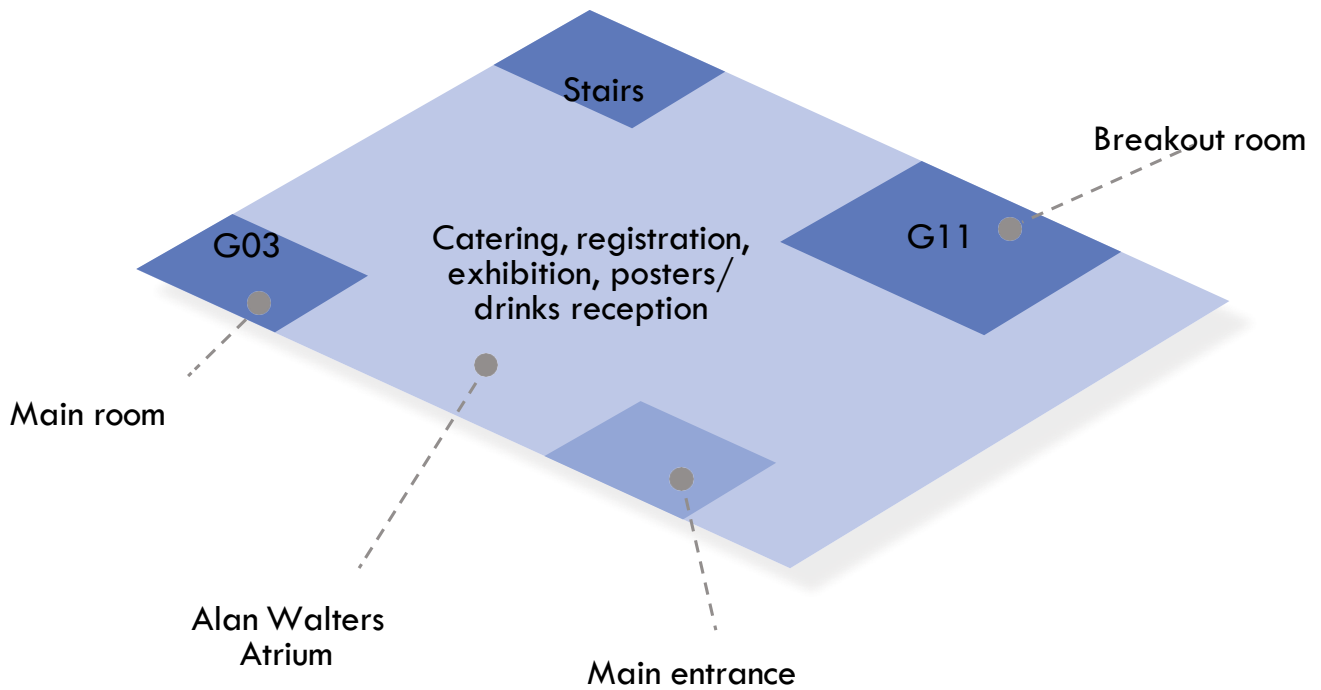 Stairs
Breakout room
G03
G11
Catering, registration,
exhibition, posters/
drinks reception
Main room
Alan Walters
Atrium
Main entrance